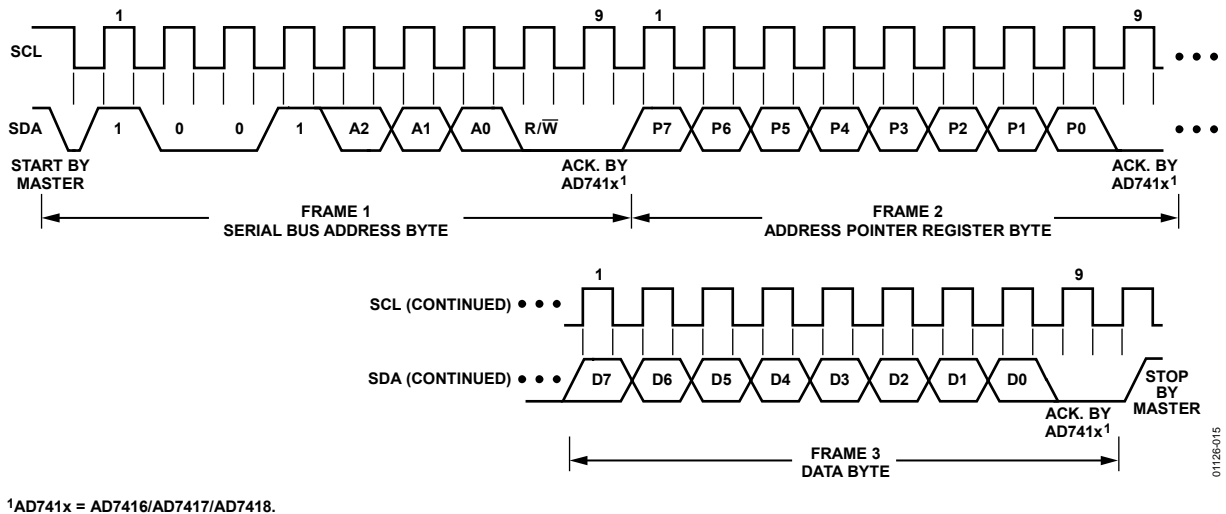 1 9 1 9
SCL
SDA 1 0 0 1 A2 A1 A0 R/W̅ P7 P6 P5 P4 P3 P2 P1 P0
START BY
MASTER
ACK. BY
AD741x¹
ACK. BY
AD741x¹
FRAME 1
SERIAL BUS ADDRESS BYTE
FRAME 2
ADDRESS POINTER REGISTER BYTE
1 9
SCL (CONTINUED)
SDA (CONTINUED) D7 D6 D5 D4 D3 D2 D1 D0
STOP
BY
MASTER
ACK. BY
AD741x¹
FRAME 3
DATA BYTE
01126-015
¹AD741x = AD7416/AD7417/AD7418.